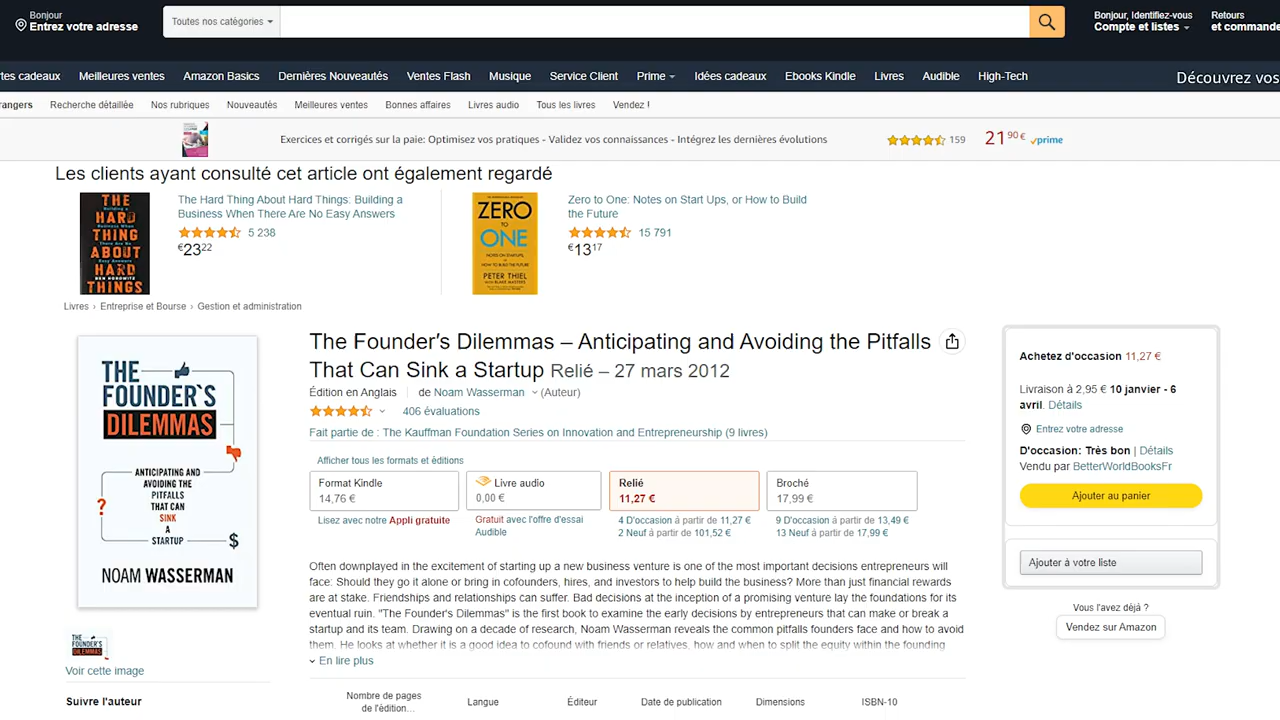 Bonjour
Entrez votre adresse
Toutes nos catégories
Bonjour, Identifiez-vous
Compte et listes
Retours
et commande
tes cadeaux Meilleures ventes Amazon Basics Dernières Nouveautés Ventes Flash Musique Service Client Prime Idées cadeaux Ebooks Kindle Livres Audible High-Tech Découvrez vos
rangers Recherche détaillée Nos rubriques Nouveautés Meilleures ventes Bonnes affaires Livres audio Tous les livres Vendez !
Exercices et corrigés sur la paie: Optimisez vos pratiques - Validez vos connaissances - Intégrez les dernières évolutions 159 21,90 € prime
Les clients ayant consulté cet article ont également regardé
THE
HARD
THING
ABOUT
HARD
THINGS
The Hard Thing About Hard Things: Building a
Business When There Are No Easy Answers
5 238
€2322
ZERO
TO
ONE
NOTES ON STARTUPS,
OR HOW TO BUILD
THE FUTURE
PETER THIEL
Zero to One: Notes on Start Ups, or How to Build
the Future
15 791
€1317
Livres › Entreprise et Bourse › Gestion et administration
THE
FOUNDER'S
DILEMMAS
ANTICIPATING AND
AVOIDING THE
PITFALLS
THAT CAN
SINK
A
STARTUP
?
$
NOAM WASSERMAN
THE
FOUNDER'S
DILEMMAS
Voir cette image
Suivre l'auteur
The Founder′s Dilemmas – Anticipating and Avoiding the Pitfalls
That Can Sink a Startup Relié – 27 mars 2012
Édition en Anglais de Noam Wasserman (Auteur)
406 évaluations
Fait partie de : The Kauffman Foundation Series on Innovation and Entrepreneurship (9 livres)
Afficher tous les formats et éditions
Format Kindle
14,76 €
Lisez avec notre Appli gratuite
Livre audio
0,00 €
Gratuit avec l'offre d'essai
Audible
Relié
11,27 €
4 D'occasion à partir de 11,27 €
2 Neuf à partir de 101,52 €
Broché
17,99 €
9 D'occasion à partir de 13,49 €
13 Neuf à partir de 17,99 €
Often downplayed in the excitement of starting up a new business venture is one of the most important decisions entrepreneurs will
face: Should they go it alone or bring in cofounders, hires, and investors to help build the business? More than just financial rewards
are at stake. Friendships and relationships can suffer. Bad decisions at the inception of a promising venture lay the foundations for its
eventual ruin. "The Founder's Dilemmas" is the first book to examine the early decisions by entrepreneurs that can make or break a
startup and its team. Drawing on a decade of research, Noam Wasserman reveals the common pitfalls founders face and how to avoid
them. He looks at whether it is a good idea to cofound with friends or relatives, how and when to split the equity within the founding
En lire plus
Nombre de pages
de l'édition...
Langue
Éditeur
Date de publication
Dimensions
ISBN-10
Achetez d'occasion 11,27 €
Livraison à 2,95 € 10 janvier - 6
avril. Détails
Entrez votre adresse
D'occasion: Très bon | Détails
Vendu par BetterWorldBooksFr
Ajouter au panier
Ajouter à votre liste
Vous l'avez déjà ?
Vendez sur Amazon